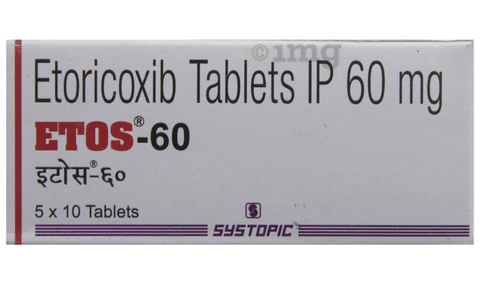 ©1mg
Etoricoxib Tablets IP 60 mg
ETOS®-60
इटोस®-६०
5 x 10 Tablets
SYSTOPIC